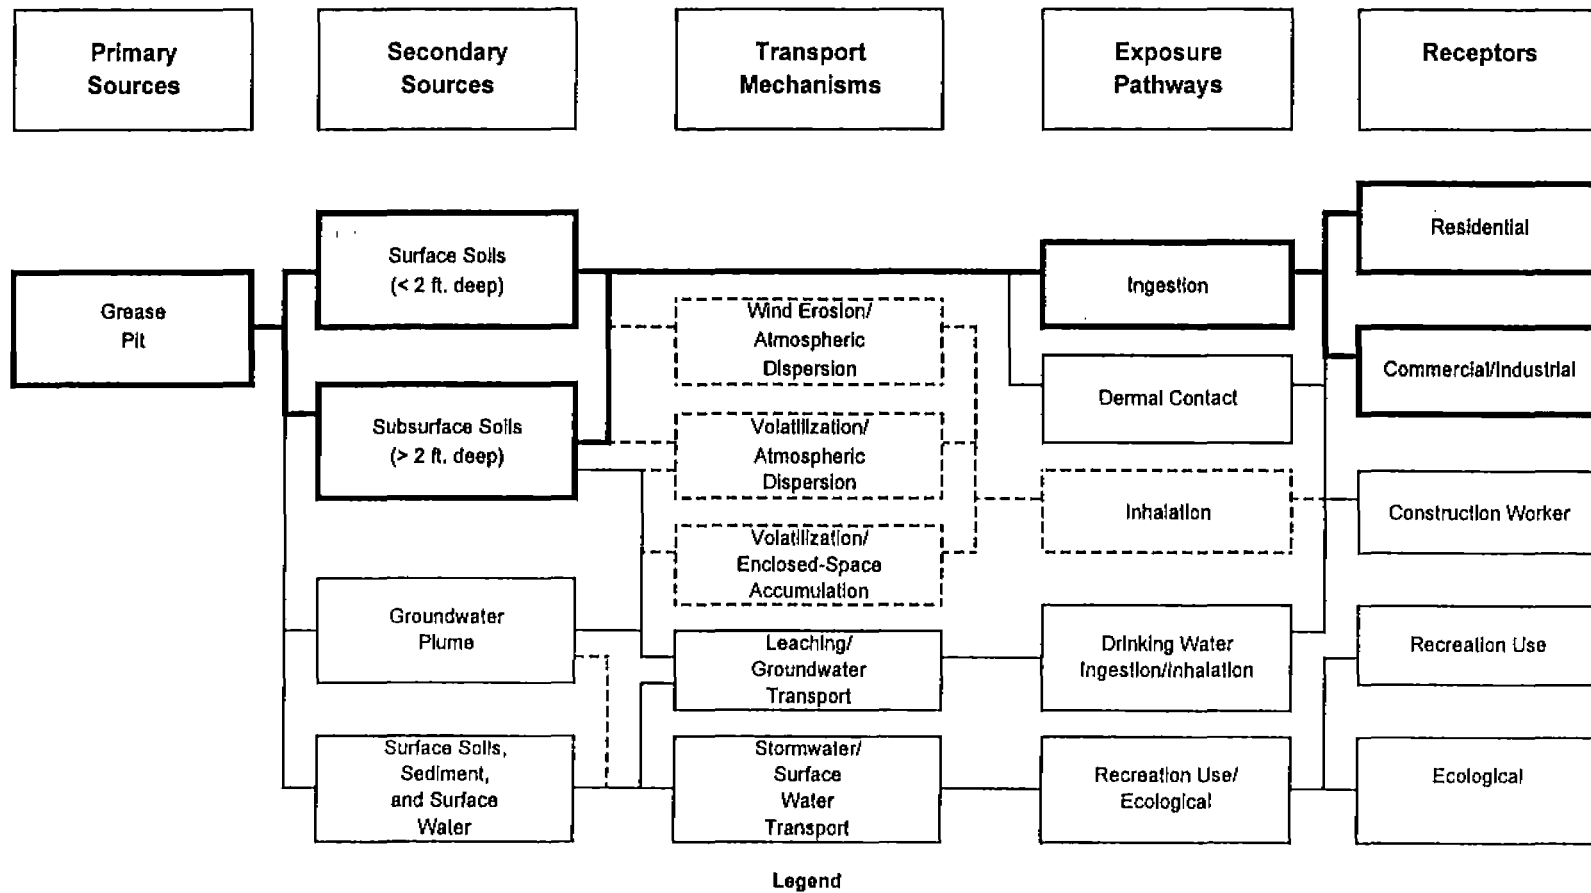 Primary
Sources
Secondary
Sources
Transport
Mechanisms
Exposure
Pathways
Receptors
Grease
Pit
Surface Soils
(< 2 ft. deep)
Subsurface Soils
(> 2 ft. deep)
Groundwater
Plume
Surface Soils,
Sediment,
and Surface
Water
Wind Erosion/
Atmospheric
Dispersion
Volatilization/
Atmospheric
Dispersion
Volatilization/
Enclosed-Space
Accumulation
Leaching/
Groundwater
Transport
Stormwater/
Surface
Water
Transport
Ingestion
Dermal Contact
Inhalation
Drinking Water
Ingestion/Inhalation
Recreation Use/
Ecological
Residential
Commercial/Industrial
Construction Worker
Recreation Use
Ecological
Legend